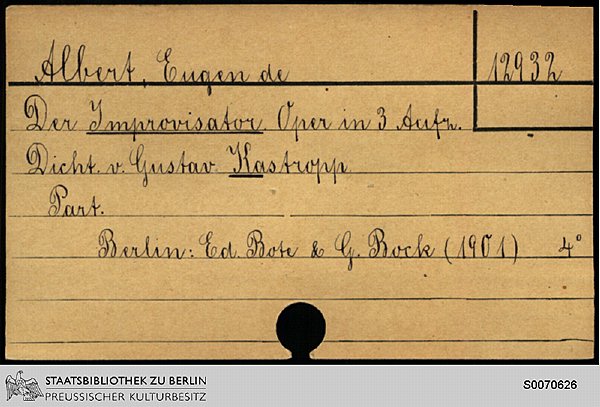 Albert, Eugen de
12932
Der Improvisator. Oper in 3 Aufz.
Dicht. v. Gustav Kastropp
Part.
Berlin: Ed. Bote & G. Bock (1901) 4°
STAATSBIBLIOTHEK ZU BERLIN
PREUSSISCHER KULTURBESITZ
S0070626